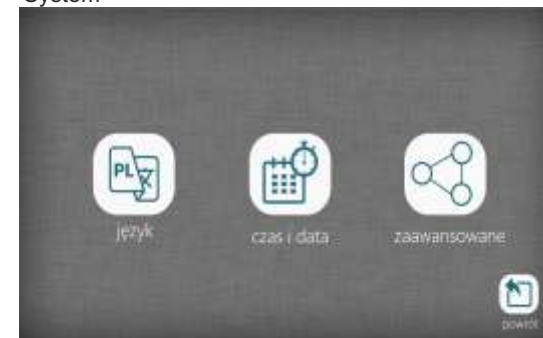 System
PL
język
czas i data
zaawansowane
powrót